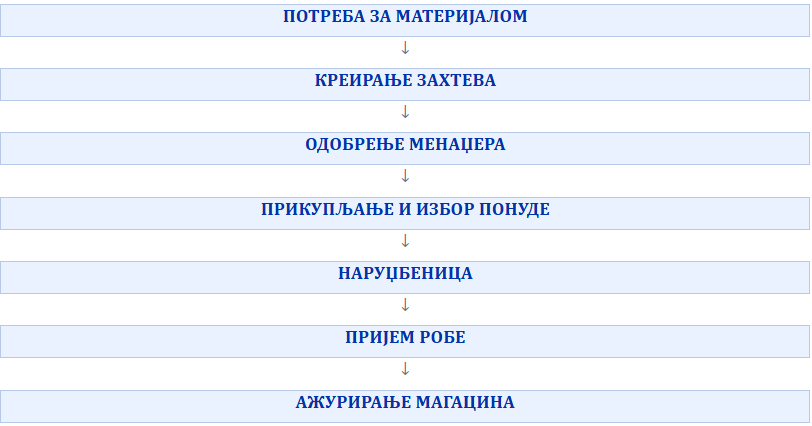 ПОТРЕБА ЗА МАТЕРИЈАЛОМ
↓
КРЕИРАЊЕ ЗАХТЕВА
↓
ОДОБРЕЊЕ МЕНАЏЕРА
↓
ПРИКУПЉАЊЕ И ИЗБОР ПОНУДЕ
↓
НАРУЏБЕНИЦА
↓
ПРИЈЕМ РОБЕ
↓
АЖУРИРАЊЕ МАГАЦИНА